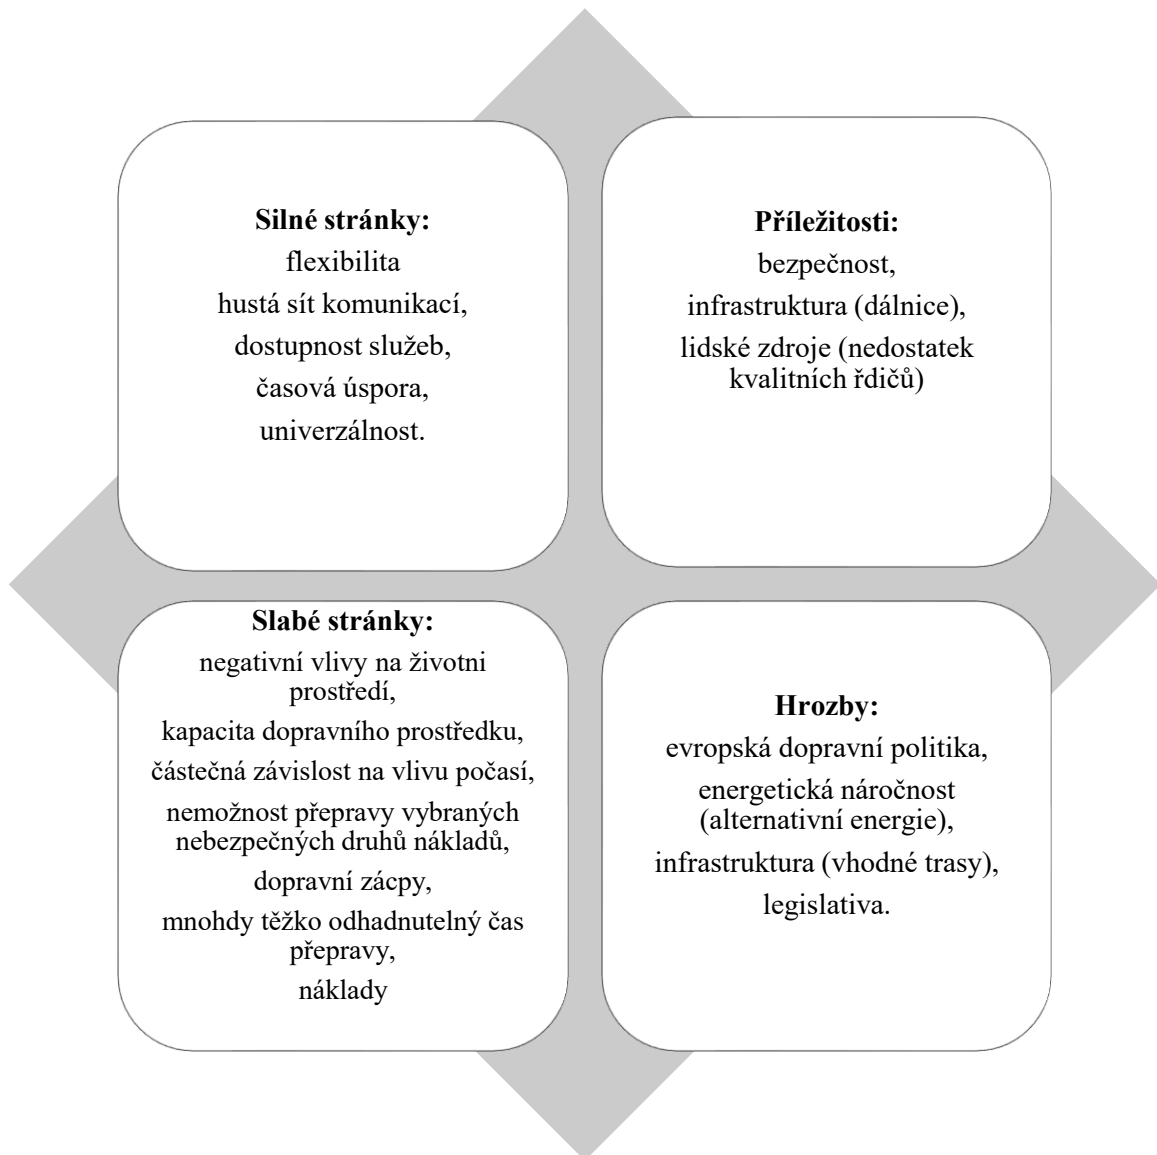 Silné stránky:
flexibilita
hustá sít komunikací,
dostupnost služeb,
časová úspora,
univerzálnost.
Příležitosti:
bezpečnost,
infrastruktura (dálnice),
lidské zdroje (nedostatek
kvalitních řdičů)
Slabé stránky:
negativní vlivy na životni
prostředí,
kapacita dopravního prostředku,
částečná závislost na vlivu počasí,
nemožnost přepravy vybraných
nebezpečných druhů nákladů,
dopravní zácpy,
mnohdy těžko odhadnutelný čas
přepravy,
náklady
Hrozby:
evropská dopravní politika,
energetická náročnost
(alternativní energie),
infrastruktura (vhodné trasy),
legislativa.